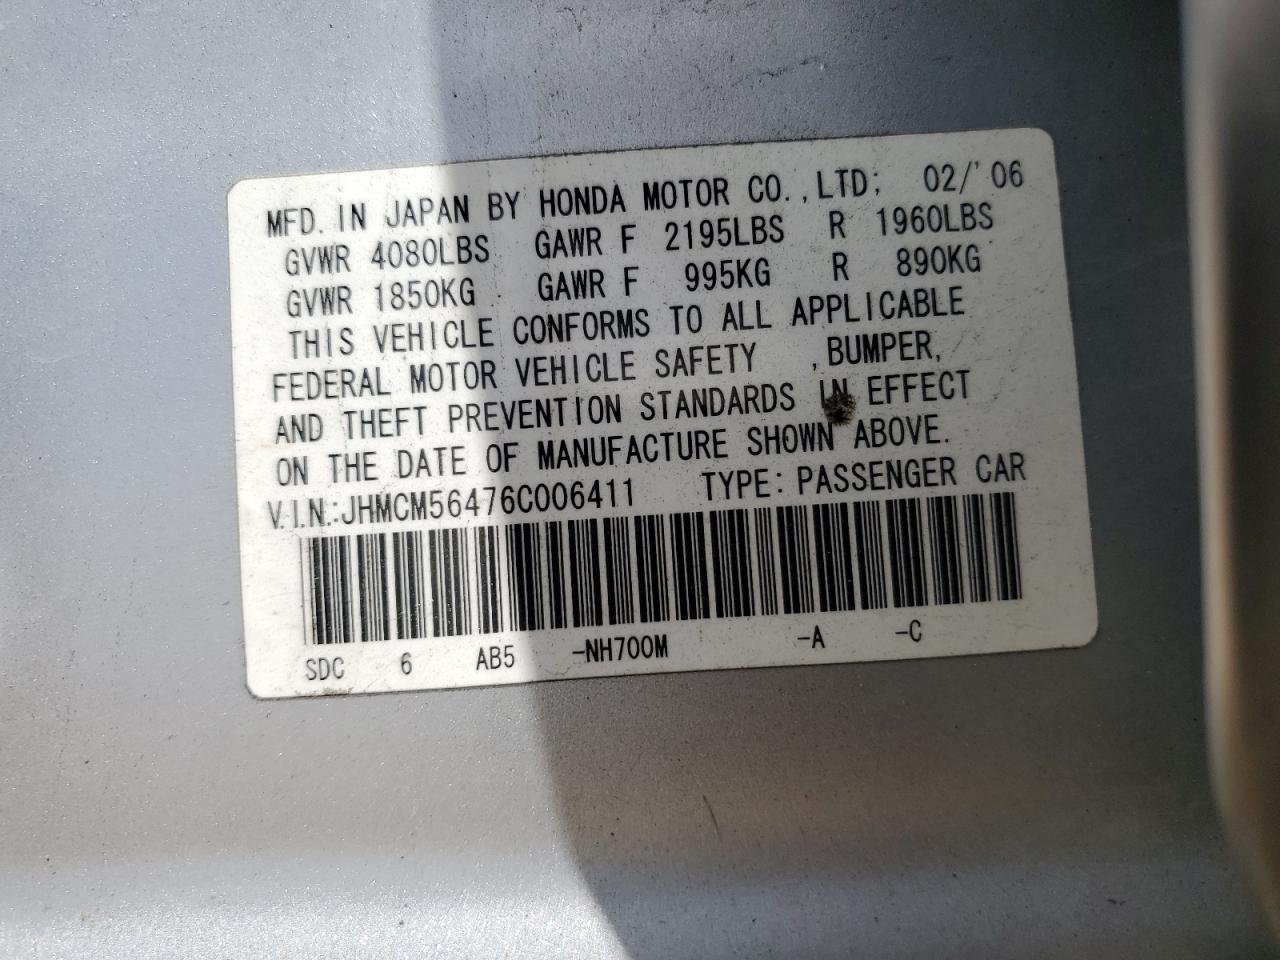 MFD. IN JAPAN BY HONDA MOTOR CO., LTD; 02/'06
GVWR 4080LBS GAWR F 2195LBS R 1960LBS
GVWR 1850KG GAWR F 995KG R 890KG
THIS VEHICLE CONFORMS TO ALL APPLICABLE
FEDERAL MOTOR VEHICLE SAFETY , BUMPER,
AND THEFT PREVENTION STANDARDS IN EFFECT
ON THE DATE OF MANUFACTURE SHOWN ABOVE.
V.I.N.:JHMCM56476C006411 TYPE: PASSENGER CAR
SDC 6 AB5 -NH700M -A -C